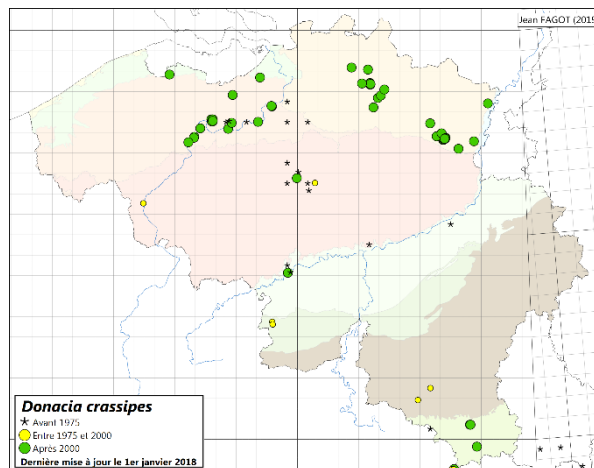 Jean FAGOT (2019
Donacia crassipes
Avant 1975
Entre 1975 et 2000
Après 2000
Dernière mise à jour le 1er janvier 2018